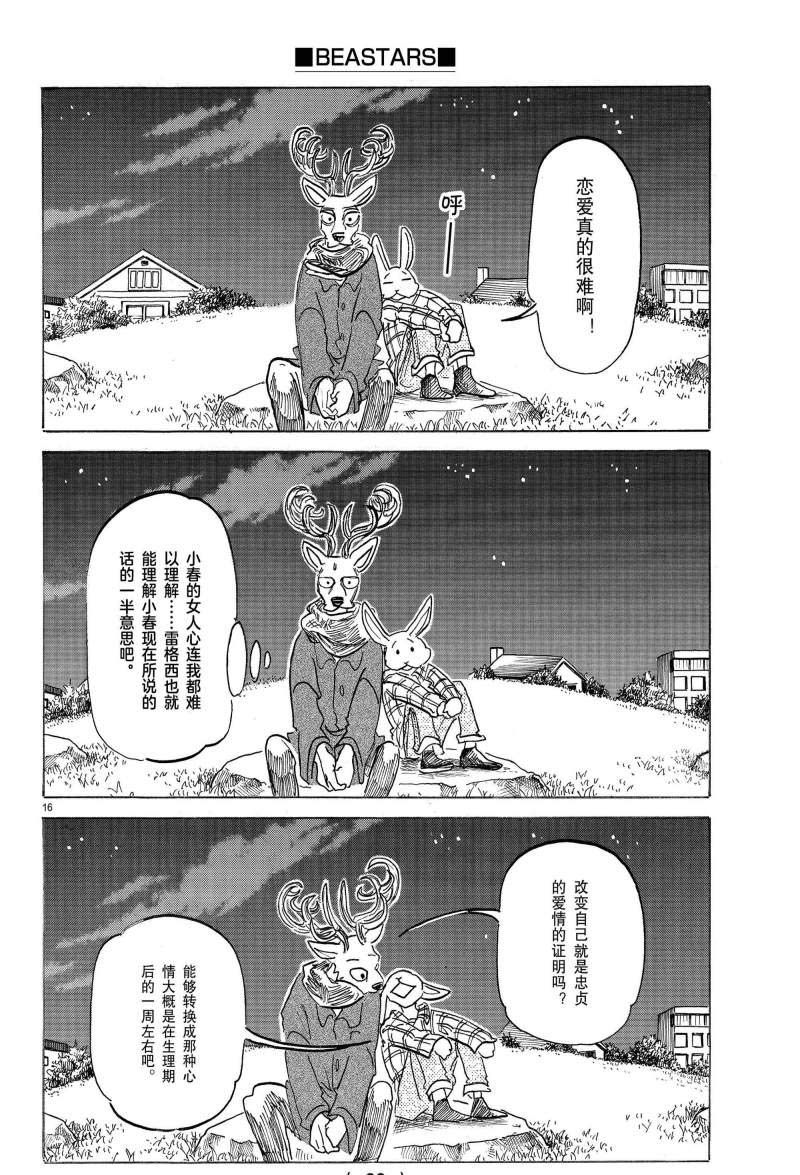 ■BEASTARS■
恋爱真的很难啊！
呼—
小春的女人心连我都难
以理解……雷格西也就
能理解小春现在所说的
话的一半意思吧。
16
改变自己就是忠贞
的爱情的证明吗？
能够转换成那种心
情大概是在生理期
后的一周左右吧。